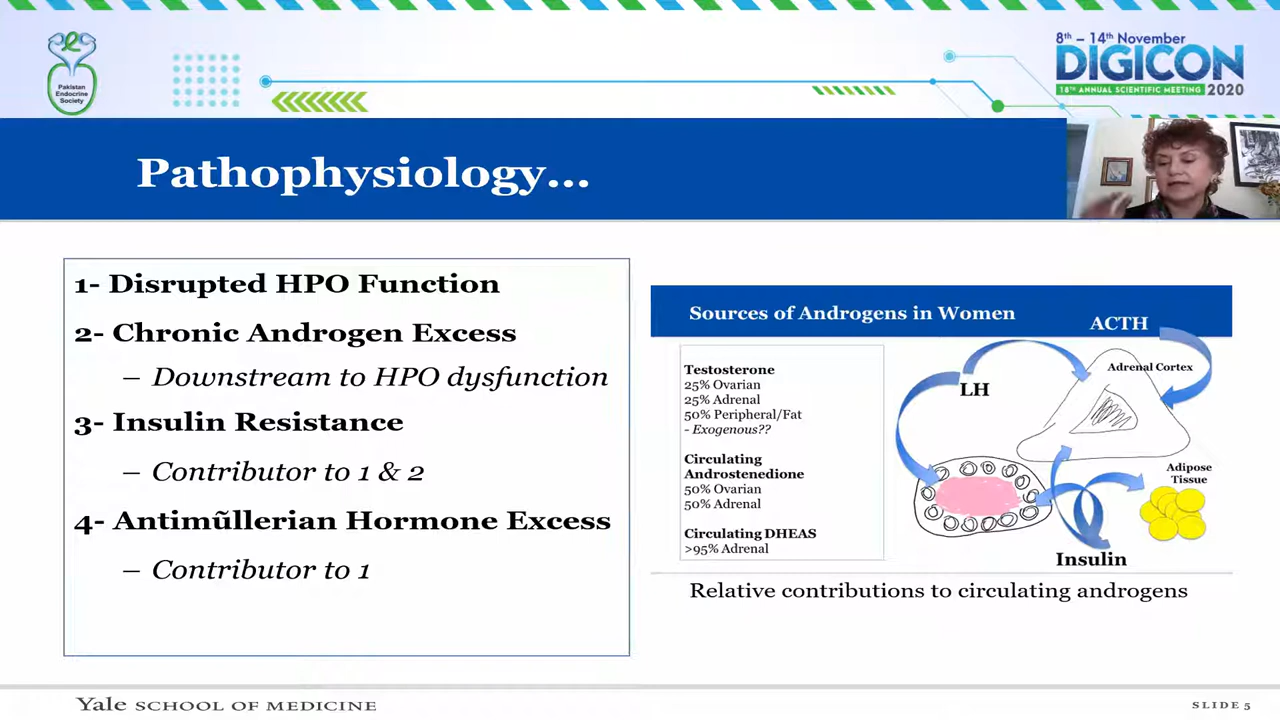 Pakistan
Endocrine
Society
8th – 14th November
DIGICON
18TH ANNUAL SCIENTIFIC MEETING 2020
Pathophysiology...
1- Disrupted HPO Function
2- Chronic Androgen Excess
– Downstream to HPO dysfunction
3- Insulin Resistance
– Contributor to 1 & 2
4- Antimũllerian Hormone Excess
– Contributor to 1
Sources of Androgens in Women
Testosterone
25% Ovarian
25% Adrenal
50% Peripheral/Fat
- Exogenous??
Circulating
Androstenedione
50% Ovarian
50% Adrenal
Circulating DHEAS
>95% Adrenal
ACTH
Adrenal Cortex
LH
Adipose
Tissue
Insulin
Relative contributions to circulating androgens
Yale SCHOOL OF MEDICINE
SLIDE 5